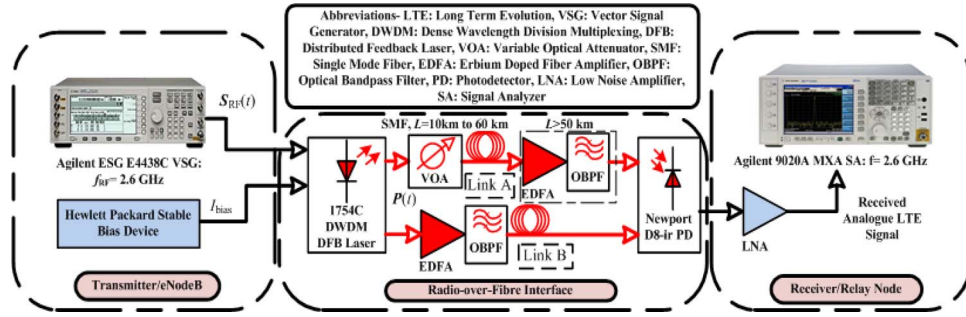 Abbreviations- LTE: Long Term Evolution, VSG: Vector Signal
Generator, DWDM: Dense Wavelength Division Multiplexing, DFB:
Distributed Feedback Laser, VOA: Variable Optical Attenuator, SMF:
Single Mode Fiber, EDFA: Erbium Doped Fiber Amplifier, OBPF:
Optical Bandpass Filter, PD: Photodetector, LNA: Low Noise Amplifier,
SA: Signal Analyzer
S_RF(t)
Agilent ESG E4438C VSG:
f_RF= 2.6 GHz
I_bias
Hewlett Packard Stable
Bias Device
Transmitter/eNodeB
SMF, L=10km to 60 km
L>50 km
VOA
Link A
EDFA
OBPF
P(t)
1754C
DWDM
DFB Laser
EDFA
OBPF
Link B
Newport
D8-ir PD
Radio-over-Fibre Interface
Agilent 9020A MXA SA: f= 2.6 GHz
Received
Analogue LTE
Signal
LNA
Receiver/Relay Node